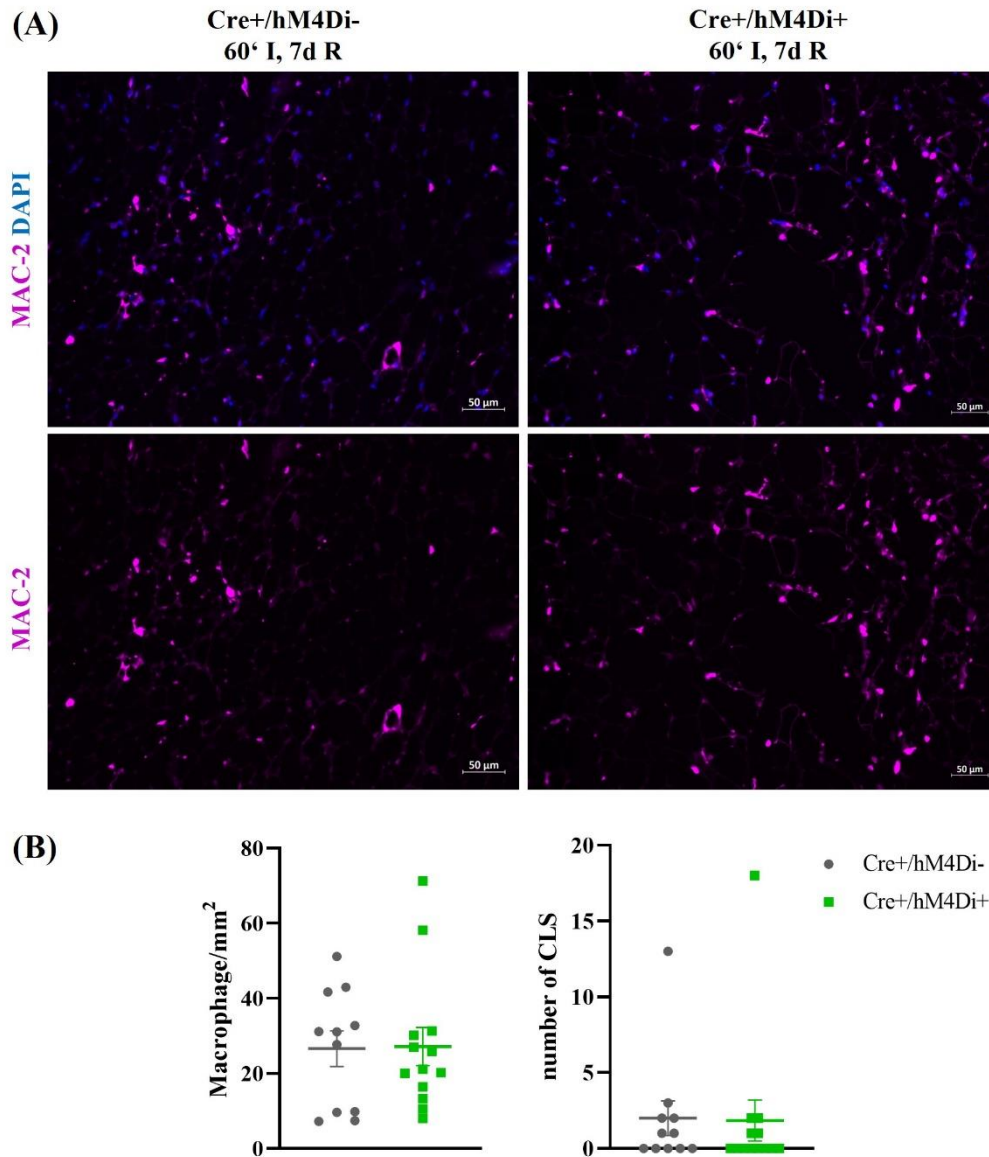 (A)
Cre+/hM4Di-
60‘ I, 7d R
Cre+/hM4Di+
60‘ I, 7d R
MAC-2 DAPI
50 µm
50 µm
MAC-2
50 µm
50 µm
(B)
Macrophage/mm²
80
60
40
20
0
number of CLS
20
15
10
5
0
Cre+/hM4Di-
Cre+/hM4Di+